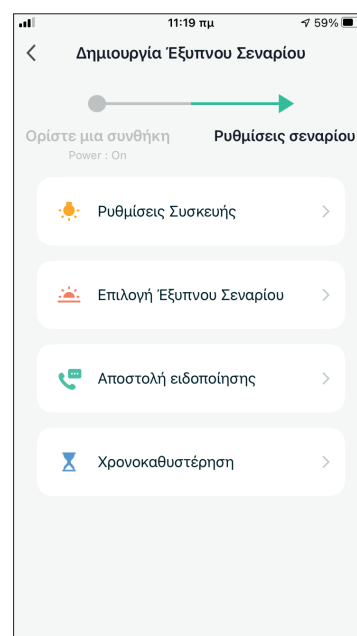 11:19 πμ
59%
Δημιουργία Έξυπνου Σεναρίου
Ορίστε μια συνθήκη
Ρυθμίσεις σεναρίου
Power : On
Ρυθμίσεις Συσκευής
Επιλογή Έξυπνου Σεναρίου
Αποστολή ειδοποίησης
Χρονοκαθυστέρηση